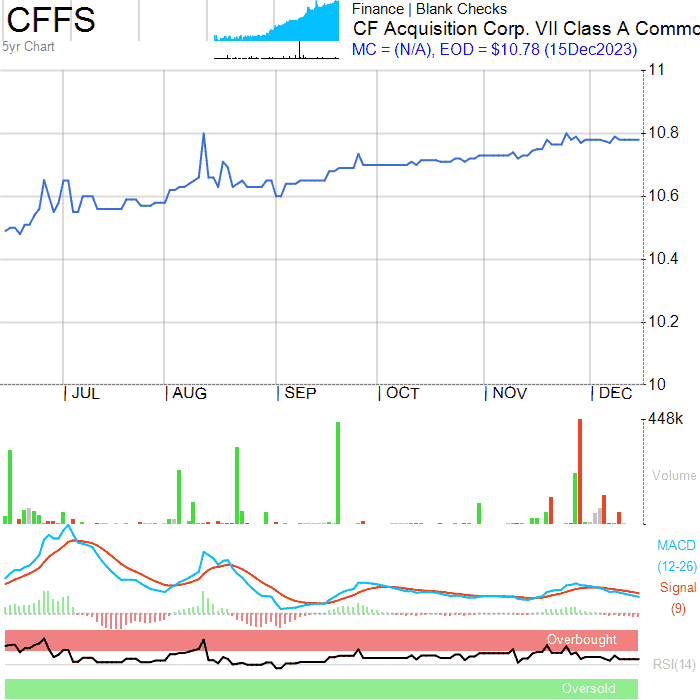 CFFS
5yr Chart
Finance | Blank Checks
CF Acquisition Corp. VII Class A Commo
MC = (N/A), EOD = $10.78 (15Dec2023)
11
10.8
10.6
10.4
10.2
10
| JUL | AUG | SEP | OCT | NOV | DEC
448k
Volume
MACD
(12-26)
Signal
(9)
Overbought
RSI(14)
Oversold